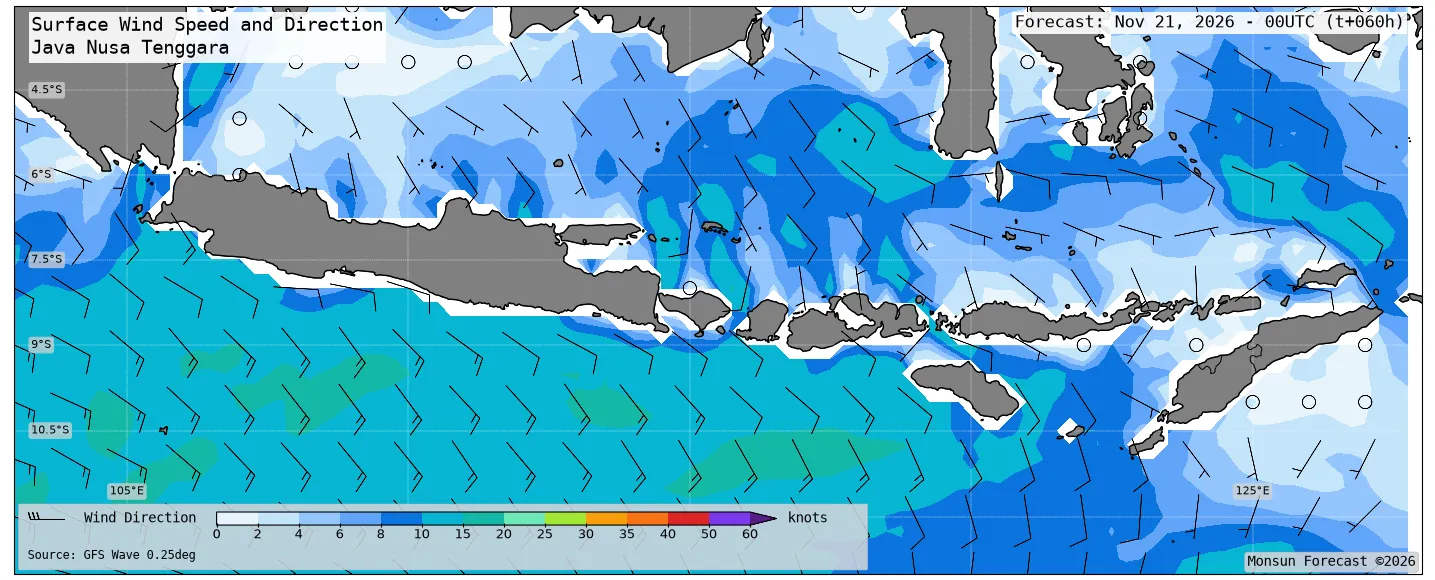 Surface Wind Speed and Direction
Java Nusa Tenggara
Forecast: Nov 21, 2026 - 00UTC (t+060h)
4.5°S
6°S
7.5°S
9°S
10.5°S
105°E
125°E
Wind Direction
0 2 4 6 8 10 15 20 25 30 35 40 50 60
knots
Source: GFS Wave 0.25deg
Monsun Forecast ©2026